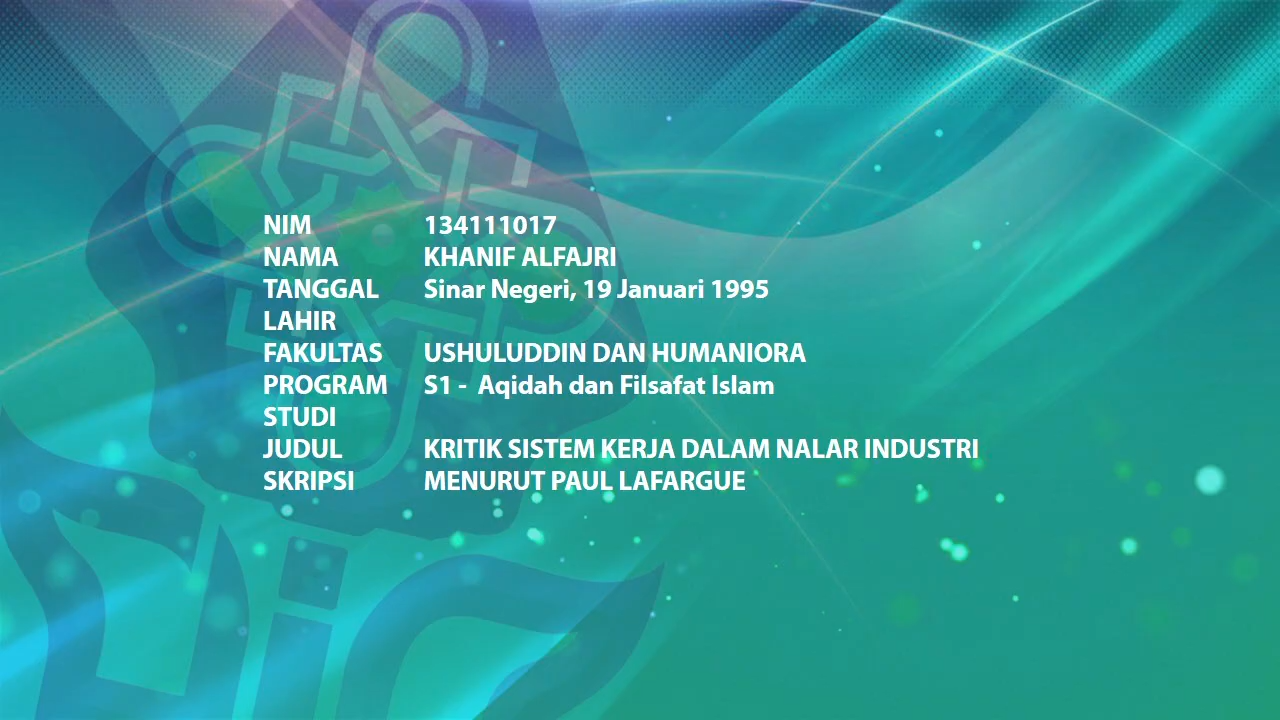 NIM 134111017
NAMA KHANIF ALFAJRI
TANGGAL LAHIR Sinar Negeri, 19 Januari 1995
FAKULTAS USHULUDDIN DAN HUMANIORA
PROGRAM STUDI S1 - Aqidah dan Filsafat Islam
JUDUL SKRIPSI KRITIK SISTEM KERJA DALAM NALAR INDUSTRI
MENURUT PAUL LAFARGUE